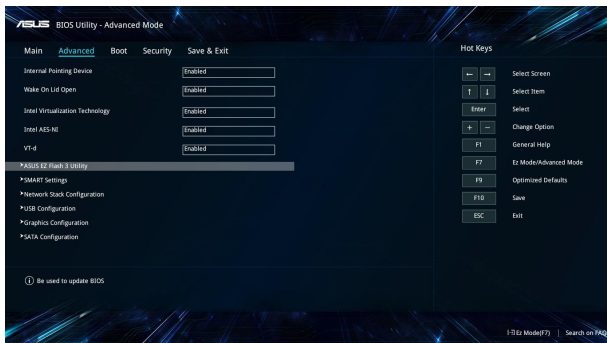 ASUS BIOS Utility - Advanced Mode
Main Advanced Boot Security Save & Exit
Internal Pointing Device Enabled
Wake On Lid Open Enabled
Intel Virtualization Technology Enabled
Intel AES-NI Enabled
VT-d Enabled
ASUS EZ Flash 3 Utility
SMART Settings
Network Stack Configuration
USB Configuration
Graphics Configuration
SATA Configuration
Be used to update BIOS
Hot Keys
← → Select Screen
↑ ↓ Select Item
Enter Select
+ − Change Option
F1 General Help
F7 Ez Mode/Advanced Mode
F9 Optimized Defaults
F10 Save
ESC Exit
Ez Mode(F7) | Search on FAQ